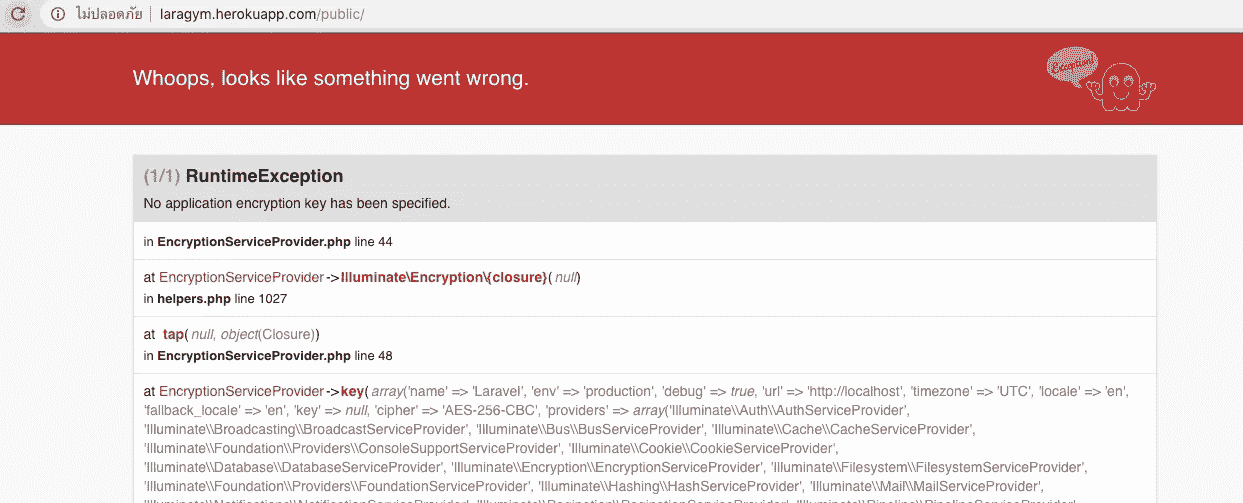 ไม่ปลอดภัย | laragym.herokuapp.com/public/
Whoops, looks like something went wrong.
(1/1) RuntimeException
No application encryption key has been specified.
in EncryptionServiceProvider.php line 44
at EncryptionServiceProvider->Illuminate\Encryption\{closure}(null)
in helpers.php line 1027
at tap(null, object(Closure))
in EncryptionServiceProvider.php line 48
at EncryptionServiceProvider->key(array('name' => 'Laravel', 'env' => 'production', 'debug' => true, 'url' => 'http://localhost', 'timezone' => 'UTC', 'locale' => 'en',
'fallback_locale' => 'en', 'key' => null, 'cipher' => 'AES-256-CBC', 'providers' => array('Illuminate\\Auth\\AuthServiceProvider',
'Illuminate\\Broadcasting\\BroadcastServiceProvider', 'Illuminate\\Bus\\BusServiceProvider', 'Illuminate\\Cache\\CacheServiceProvider',
'Illuminate\\Foundation\\Providers\\ConsoleSupportServiceProvider', 'Illuminate\\Cookie\\CookieServiceProvider',
'Illuminate\\Database\\DatabaseServiceProvider', 'Illuminate\\Encryption\\EncryptionServiceProvider', 'Illuminate\\Filesystem\\FilesystemServiceProvider',
'Illuminate\\Foundation\\Providers\\FoundationServiceProvider', 'Illuminate\\Hashing\\HashServiceProvider', 'Illuminate\\Mail\\MailServiceProvider',